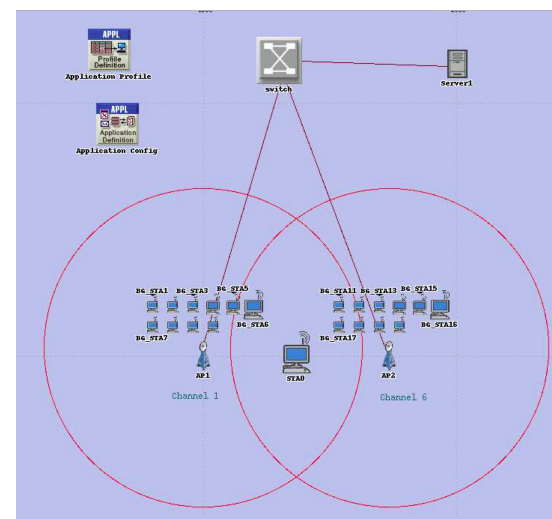 APPL
Profile
Definition
Application Profile
switch
Server1
APPL
Application
Definition
Application Config
BG_STA1
BG_STA3
BG_STA5
BG_STA6
BG_STA7
BG_STA11
BG_STA13
BG_STA15
BG_STA16
BG_STA17
AP1
STA0
AP2
Channel 1
Channel 6